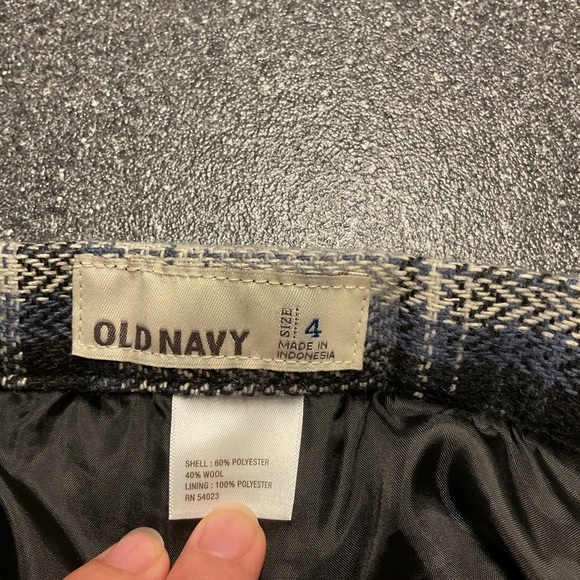 OLD NAVY
SIZE 4
MADE IN
INDONESIA
SHELL : 60% POLYESTER
40% WOOL
LINING : 100% POLYESTER
RN 54023